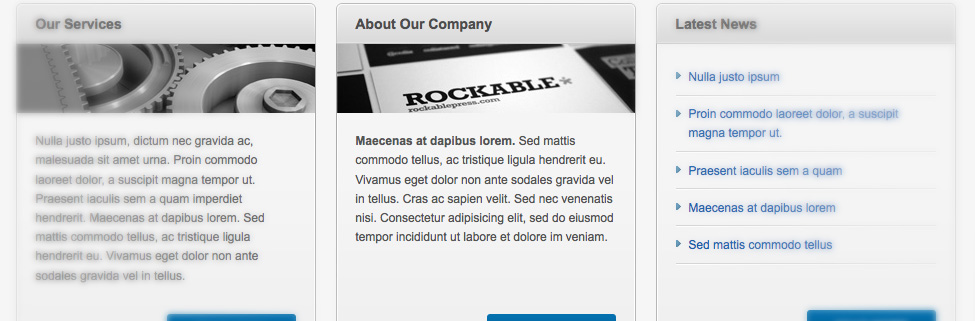 Our Services
Nulla justo ipsum, dictum nec gravida ac,
malesuada sit amet urna. Proin commodo
laoreet dolor, a suscipit magna tempor ut.
Praesent iaculis sem a quam imperdiet
hendrerit. Maecenas at dapibus lorem. Sed
mattis commodo tellus, ac tristique ligula
hendrerit eu. Vivamus eget dolor non ante
sodales gravida vel in tellus.
About Our Company
ROCKABLE*
rockablepress.com
Maecenas at dapibus lorem. Sed mattis
commodo tellus, ac tristique ligula hendrerit eu.
Vivamus eget dolor non ante sodales gravida vel
in tellus. Cras ac sapien velit. Sed nec venenatis
nisi. Consectetur adipisicing elit, sed do eiusmod
tempor incididunt ut labore et dolore im veniam.
Latest News
Nulla justo ipsum
Proin commodo laoreet dolor, a suscipit
magna tempor ut.
Praesent iaculis sem a quam
Maecenas at dapibus lorem
Sed mattis commodo tellus